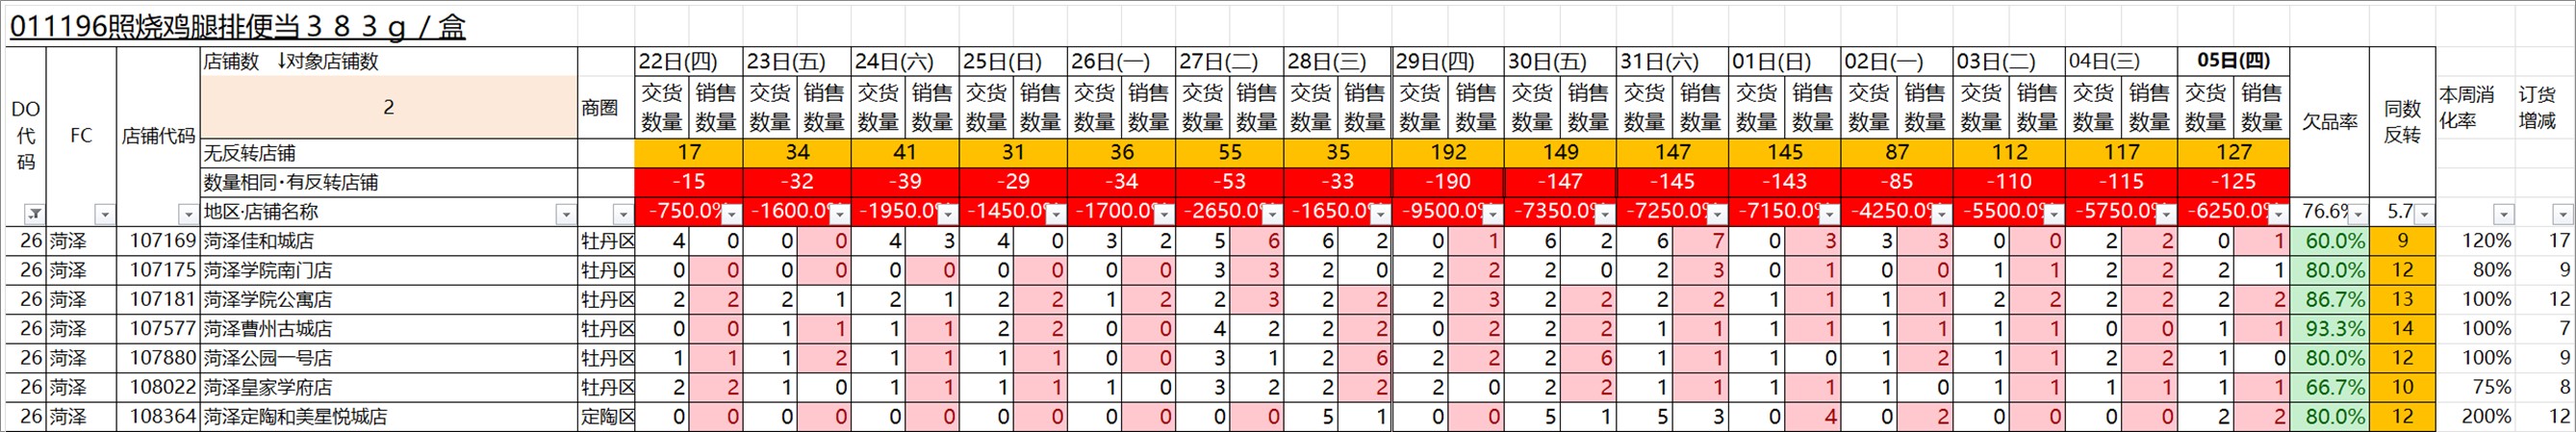 011196照烧鸡腿排便当３８３ｇ／盒
DO代码 FC 店铺代码 店铺数 ↓对象店铺数 商圈 22日(四) 23日(五) 24日(六) 25日(日) 26日(一) 27日(二) 28日(三) 29日(四) 30日(五) 31日(六) 01日(日) 02日(一) 03日(二) 04日(三) 05日(四) 欠品率 同数反转 本周消化率 订货增减
2 交货数量 销售数量 交货数量 销售数量 交货数量 销售数量 交货数量 销售数量 交货数量 销售数量 交货数量 销售数量 交货数量 销售数量 交货数量 销售数量 交货数量 销售数量 交货数量 销售数量 交货数量 销售数量 交货数量 销售数量 交货数量 销售数量 交货数量 销售数量 交货数量 销售数量
无反转店铺 17 34 41 31 36 55 35 192 149 147 145 87 112 117 127
数量相同·有反转店铺 -15 -32 -39 -29 -34 -53 -33 -190 -147 -145 -143 -85 -110 -115 -125
地区·店铺名称 -750.0% -1600.0% -1950.0% -1450.0% -1700.0% -2650.0% -1650.0% -9500.0% -7350.0% -7250.0% -7150.0% -4250.0% -5500.0% -5750.0% -6250.0% 76.6% 5.7
26 菏泽 107169 菏泽佳和城店 牡丹区 4 0 0 0 4 3 4 0 3 2 5 6 6 2 0 1 6 2 6 7 0 3 3 3 0 0 2 2 0 1 60.0% 9 120% 17
26 菏泽 107175 菏泽学院南门店 牡丹区 0 0 0 0 0 0 0 0 0 0 3 3 2 0 2 2 2 0 2 3 0 1 0 0 1 1 2 2 2 1 80.0% 12 80% 9
26 菏泽 107181 菏泽学院公寓店 牡丹区 2 2 2 1 2 1 2 2 1 2 2 3 2 2 2 3 2 2 2 2 1 1 1 1 2 2 2 2 2 2 86.7% 13 100% 12
26 菏泽 107577 菏泽曹州古城店 牡丹区 0 0 1 1 1 1 2 2 0 0 4 2 2 2 0 2 2 2 1 1 1 1 1 1 1 1 0 0 1 1 93.3% 14 100% 7
26 菏泽 107880 菏泽公园一号店 牡丹区 1 1 1 2 1 1 1 1 0 0 3 1 2 6 2 2 2 6 1 1 1 0 1 2 1 1 2 2 1 0 80.0% 12 100% 9
26 菏泽 108022 菏泽皇家学府店 牡丹区 2 2 1 0 1 1 1 1 1 0 3 2 2 2 2 0 2 2 1 1 1 1 1 0 1 1 1 1 1 1 66.7% 10 75% 8
26 菏泽 108364 菏泽定陶和美星悦城店 定陶区 0 0 0 0 0 0 0 0 0 0 0 0 5 1 0 0 5 1 5 3 0 4 0 2 0 0 0 0 2 2 80.0% 12 200% 12